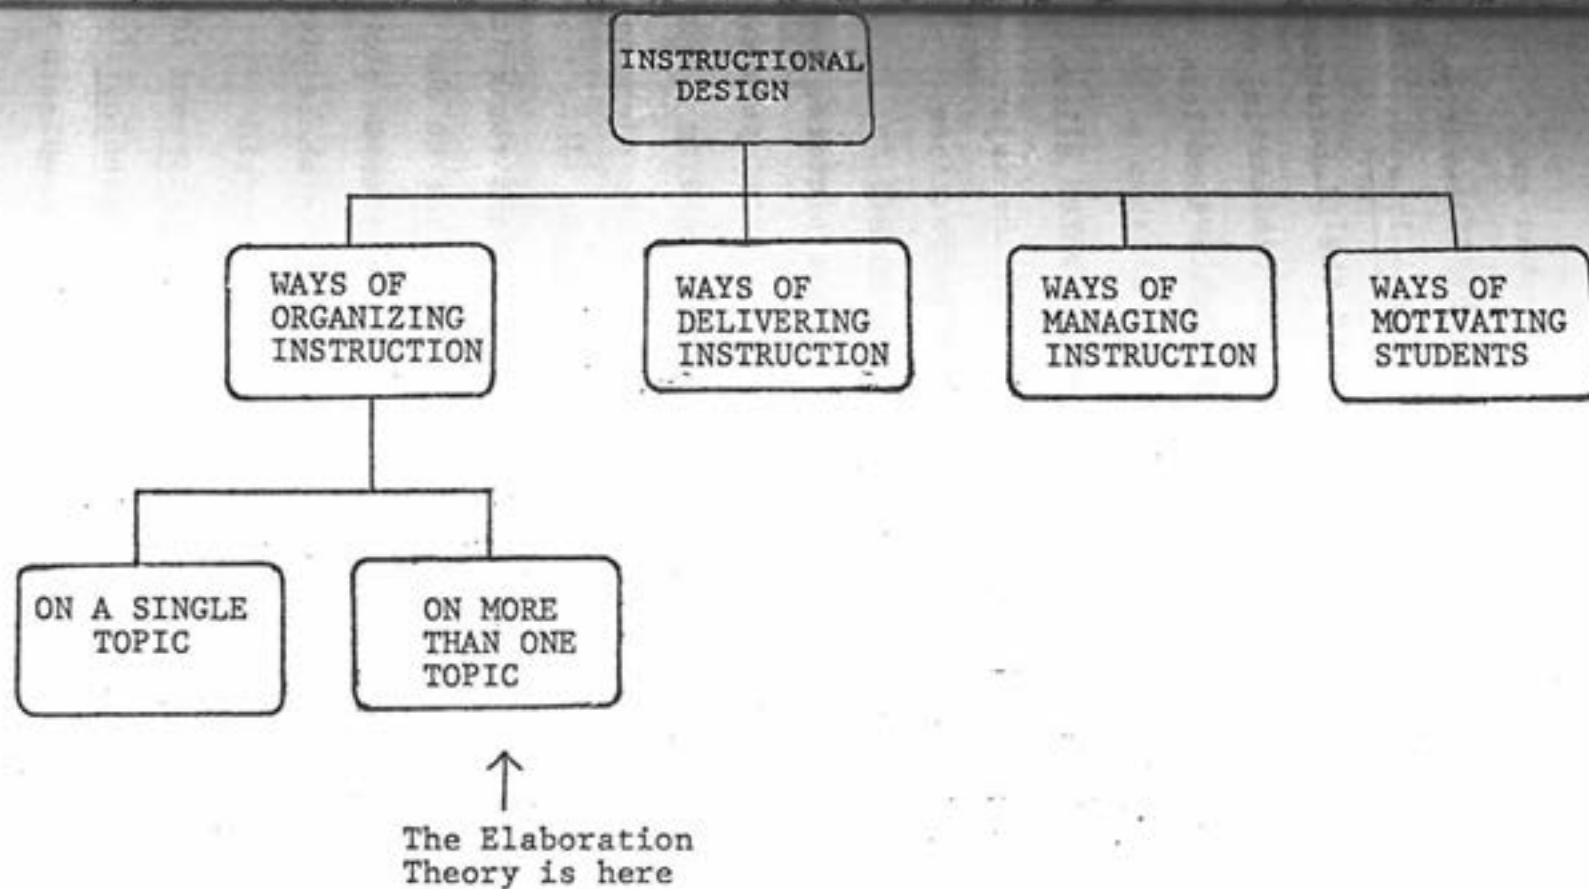 INSTRUCTIONAL
DESIGN
WAYS OF
ORGANIZING
INSTRUCTION
WAYS OF
DELIVERING
INSTRUCTION
WAYS OF
MANAGING
INSTRUCTION
WAYS OF
MOTIVATING
STUDENTS
ON A SINGLE
TOPIC
ON MORE
THAN ONE
TOPIC
The Elaboration
Theory is here